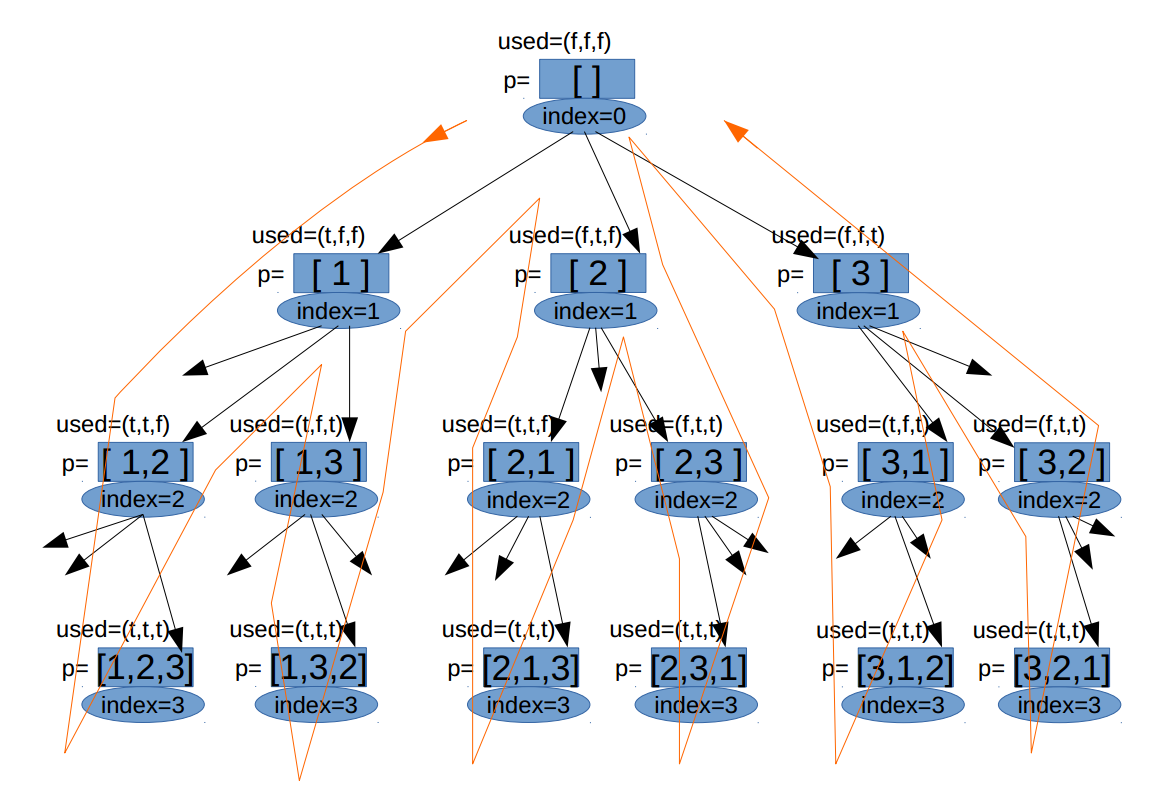 used=(f,f,f)
p= [ ]
index=0
used=(t,f,f) used=(f,t,f) used=(f,f,t)
p= [ 1 ] p= [ 2 ] p= [ 3 ]
index=1 index=1 index=1
used=(t,t,f) used=(t,f,t) used=(t,t,f) used=(f,t,t) used=(t,f,t) used=(f,t,t)
p= [ 1,2 ] p= [ 1,3 ] p= [ 2,1 ] p= [ 2,3 ] p= [ 3,1 ] p= [ 3,2 ]
index=2 index=2 index=2 index=2 index=2 index=2
used=(t,t,t) used=(t,t,t) used=(t,t,t) used=(t,t,t) used=(t,t,t) used=(t,t,t)
p= [1,2,3] p= [1,3,2] p= [2,1,3] p= [2,3,1] p= [3,1,2] p= [3,2,1]
index=3 index=3 index=3 index=3 index=3 index=3